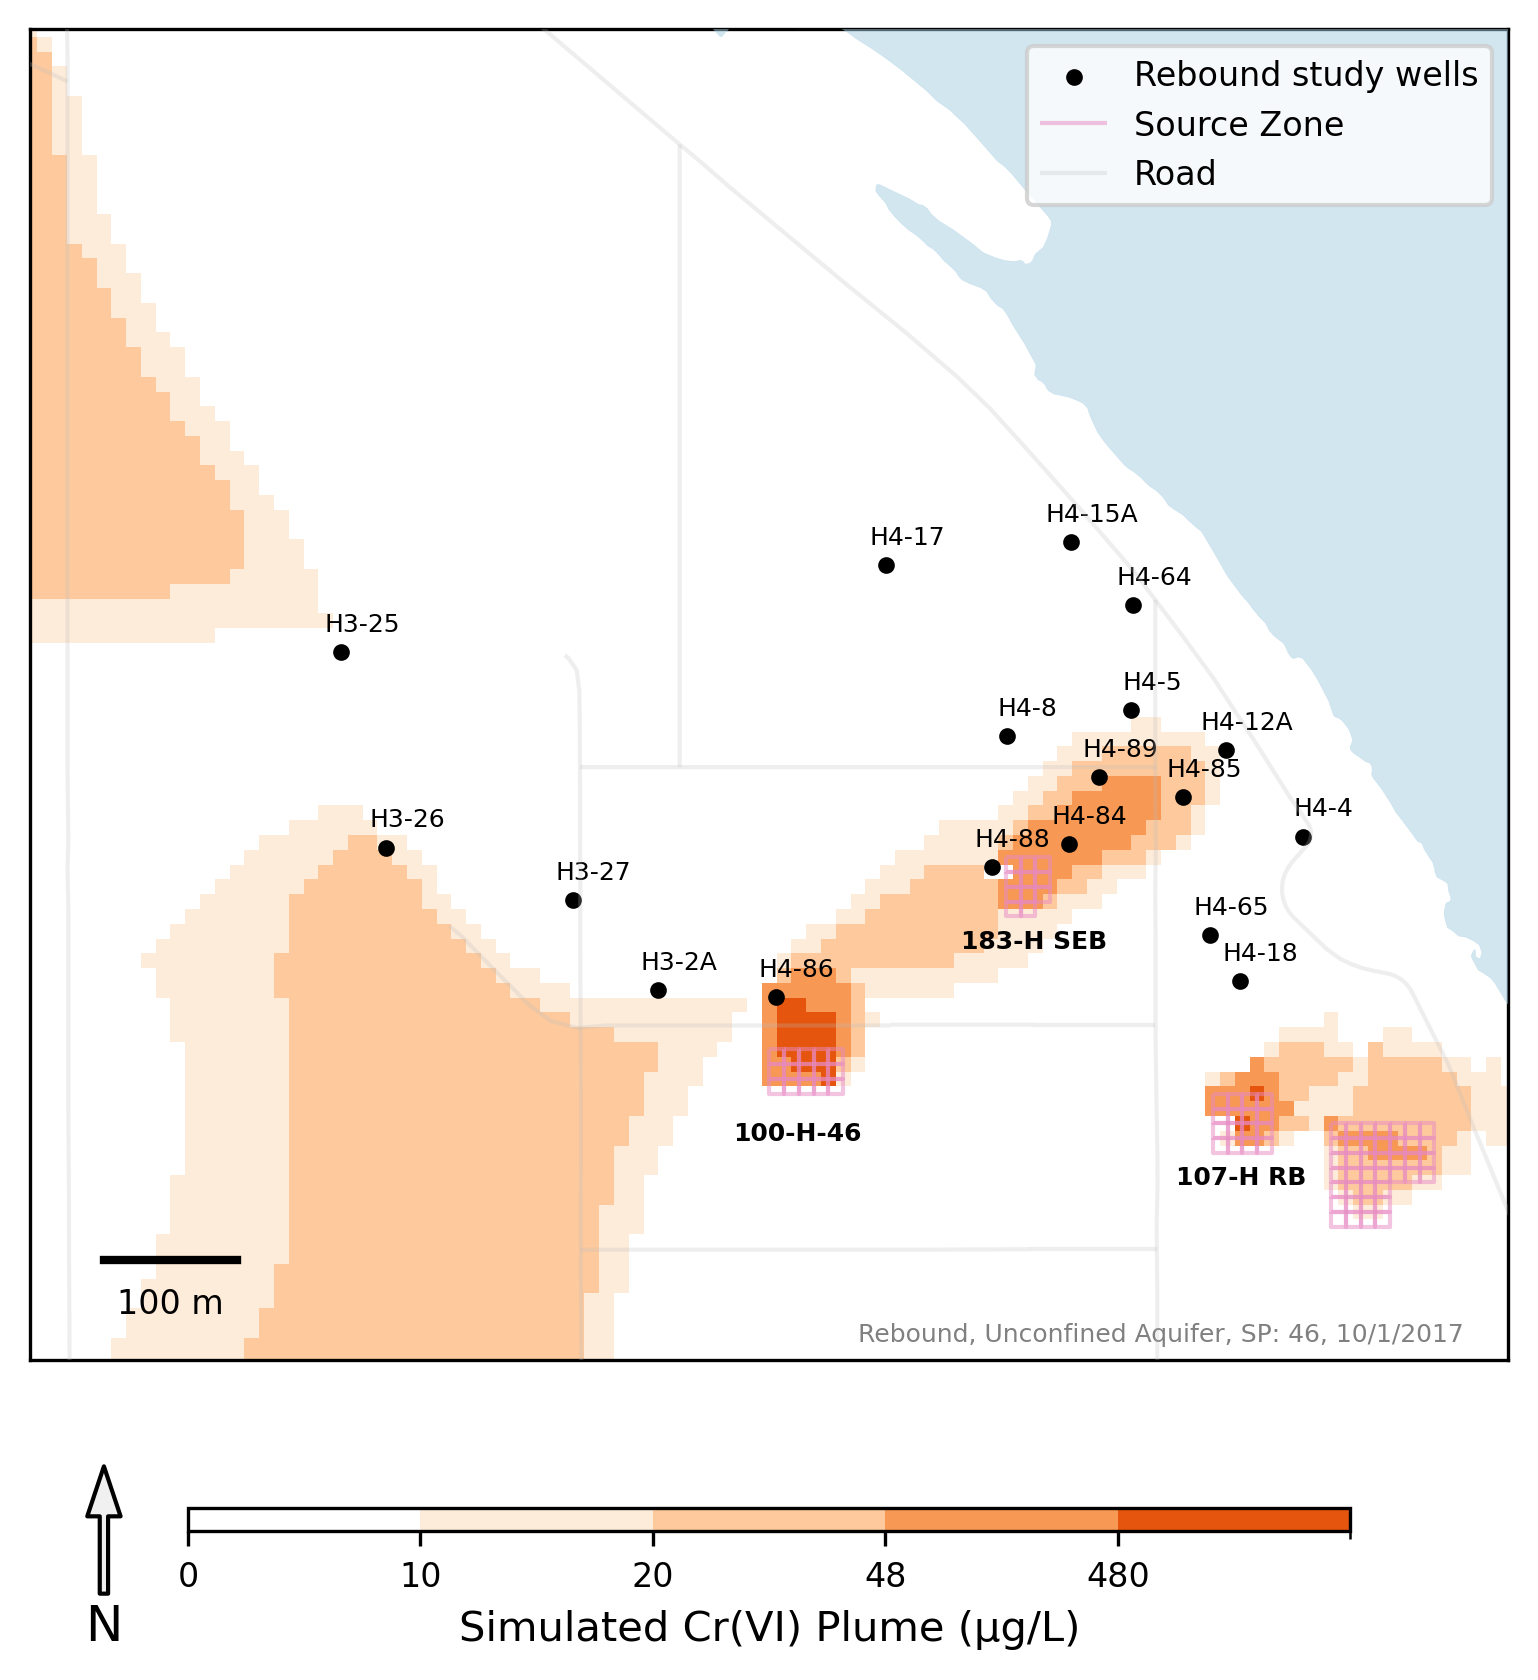 Rebound study wells
Source Zone
Road
H4-15A
H4-17
H4-64
H3-25
H4-5
H4-8
H4-12A
H4-89
H4-85
H4-4
H3-26
H4-84
H4-88
H3-27
H4-65
183-H SEB
H4-18
H3-2A
H4-86
100-H-46
107-H RB
100 m
Rebound, Unconfined Aquifer, SP: 46, 10/1/2017
0 10 20 48 480
N
Simulated Cr(VI) Plume (μg/L)